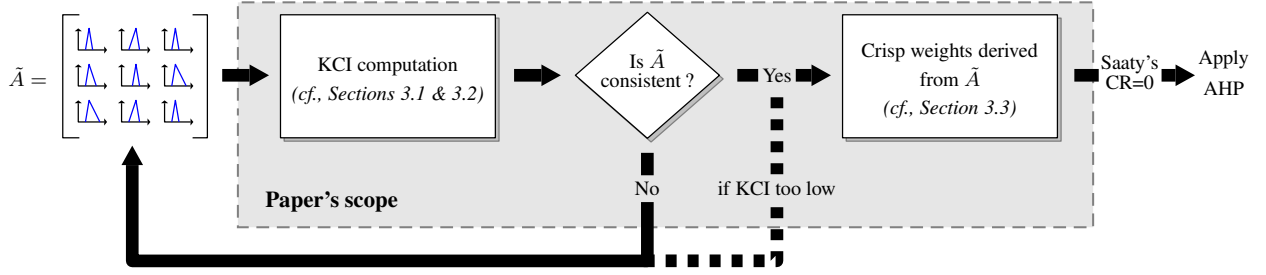 Ã =
KCI computation
(cf., Sections 3.1 & 3.2)
Is Ã
consistent ?
Yes
Crisp weights derived
from Ã
(cf., Section 3.3)
Saaty's
CR=0
Apply
AHP
No
if KCI too low
Paper's scope